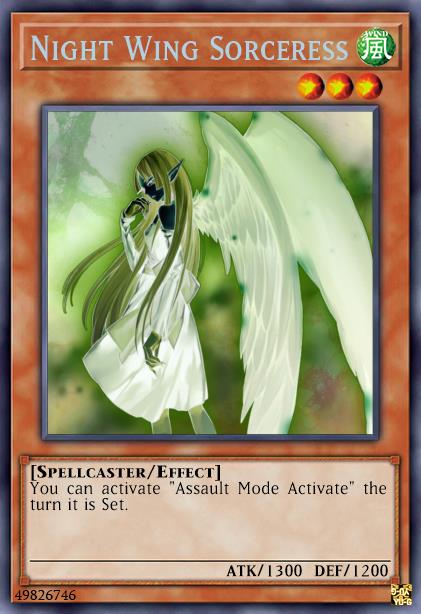 Night Wing Sorceress
WIND
風
[Spellcaster/Effect]
You can activate "Assault Mode Activate" the
turn it is Set.
ATK/1300 DEF/1200
49826746